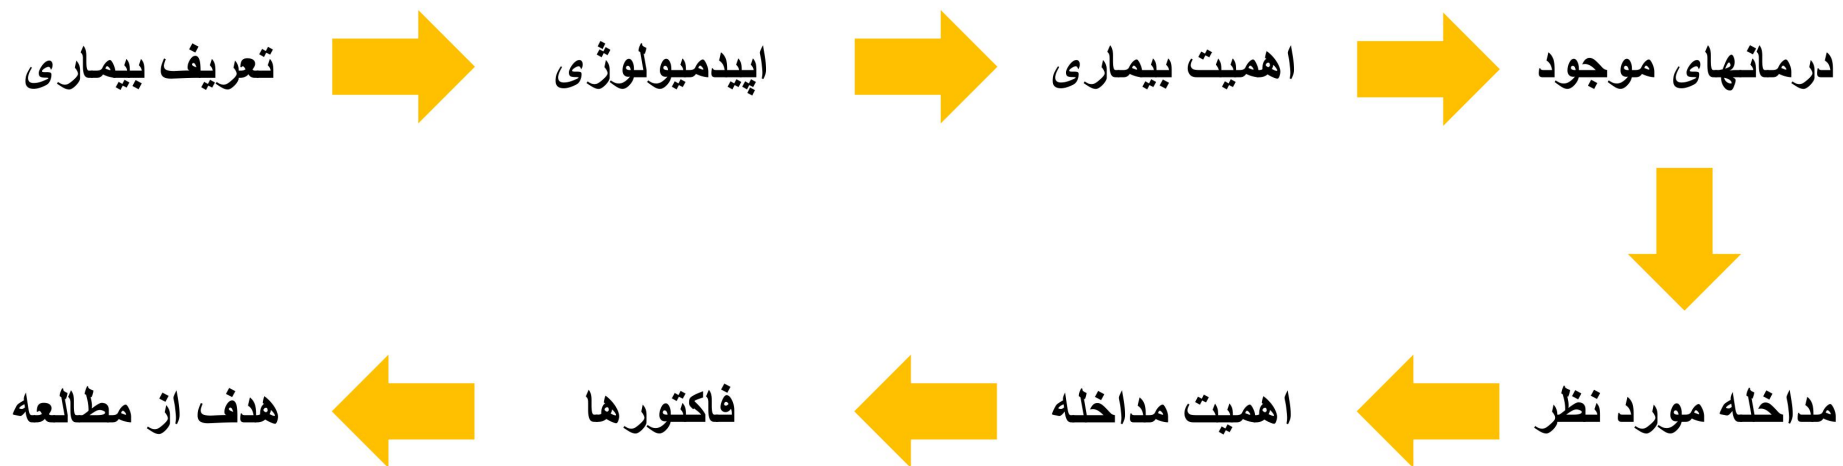 تعریف بیماری
اپیدمیولوژی
اهمیت بیماری
درمانهای موجود
مداخله مورد نظر
اهمیت مداخله
فاکتورها
هدف از مطالعه